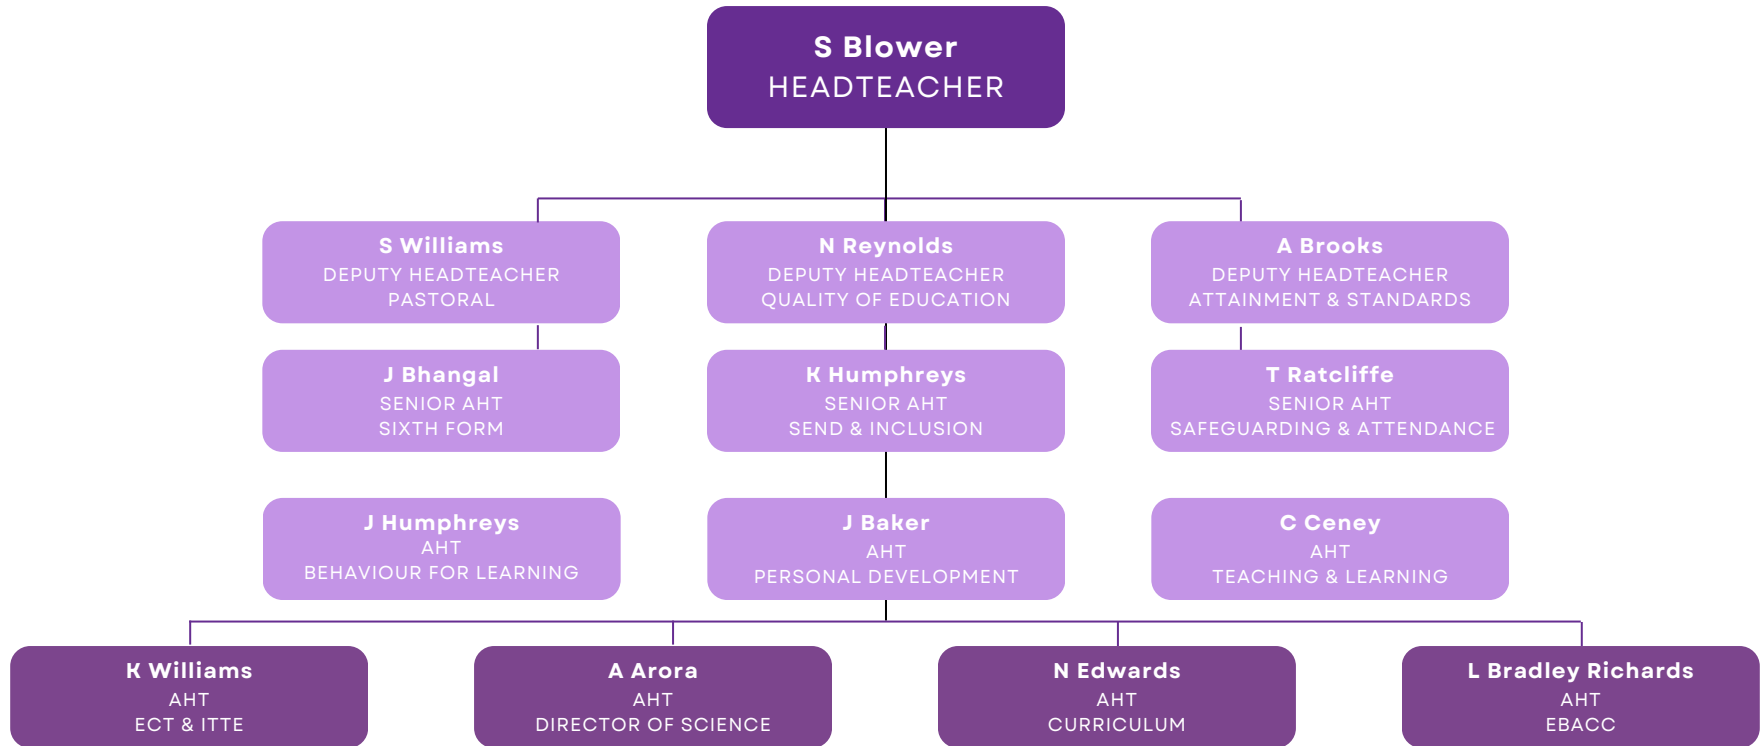 S Blower
HEADTEACHER
S Williams
DEPUTY HEADTEACHER
PASTORAL
N Reynolds
DEPUTY HEADTEACHER
QUALITY OF EDUCATION
A Brooks
DEPUTY HEADTEACHER
ATTAINMENT & STANDARDS
J Bhangal
SENIOR AHT
SIXTH FORM
K Humphreys
SENIOR AHT
SEND & INCLUSION
T Ratcliffe
SENIOR AHT
SAFEGUARDING & ATTENDANCE
J Humphreys
AHT
BEHAVIOUR FOR LEARNING
J Baker
AHT
PERSONAL DEVELOPMENT
C Ceney
AHT
TEACHING & LEARNING
K Williams
AHT
ECT & ITTE
A Arora
AHT
DIRECTOR OF SCIENCE
N Edwards
AHT
CURRICULUM
L Bradley Richards
AHT
EBACC